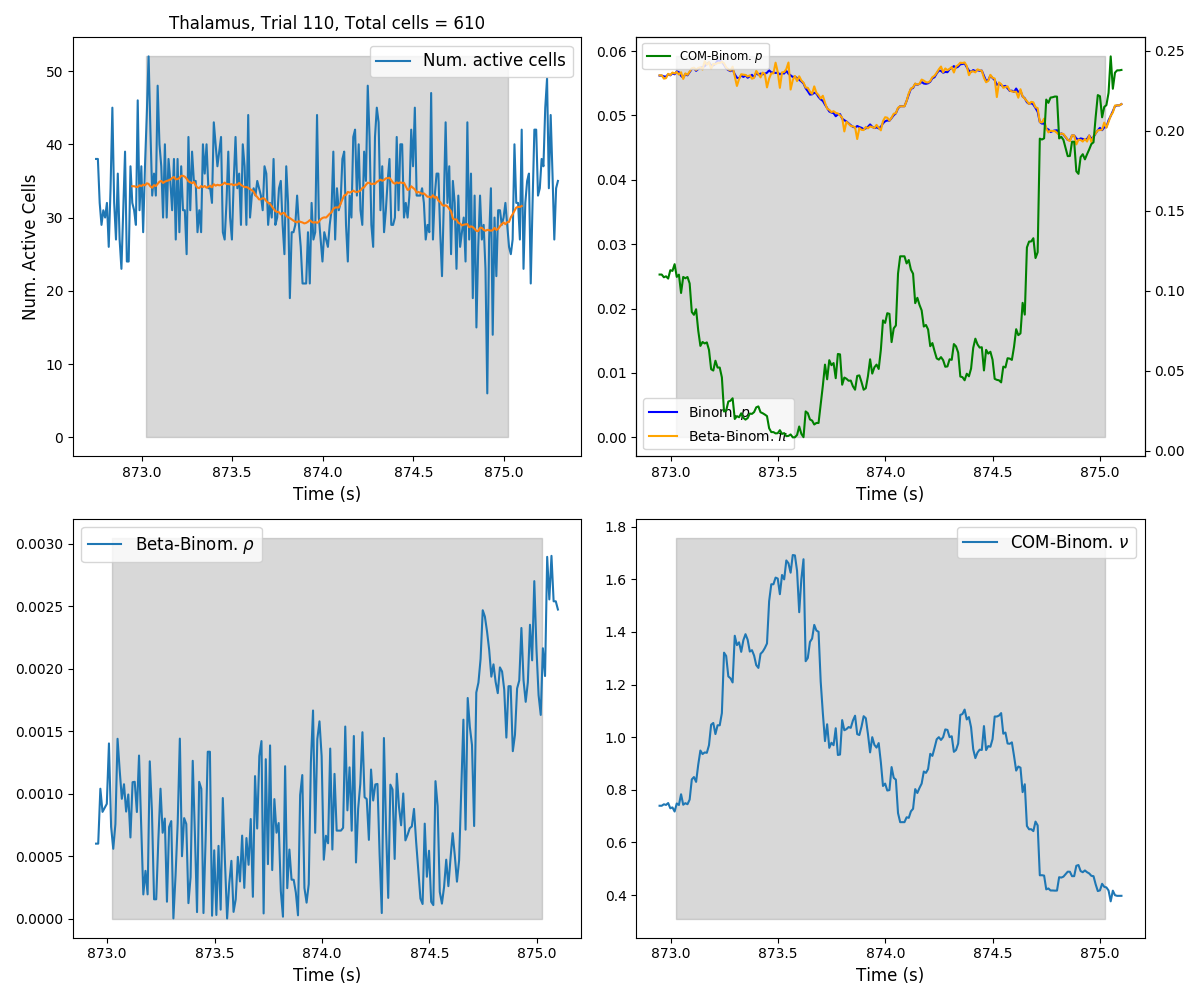 Thalamus, Trial 110, Total cells = 610
Num. active cells
Num. Active Cells
50
40
30
20
10
0
873.0 873.5 874.0 874.5 875.0
Time (s)
COM-Binom. p
0.06
0.05
0.04
0.03
0.02
0.01
0.00
0.25
0.20
0.15
0.10
0.05
0.00
Binom. p
Beta-Binom. π
873.0 873.5 874.0 874.5 875.0
Time (s)
Beta-Binom. ρ
0.0030
0.0025
0.0020
0.0015
0.0010
0.0005
0.0000
873.0 873.5 874.0 874.5 875.0
Time (s)
COM-Binom. ν
1.8
1.6
1.4
1.2
1.0
0.8
0.6
0.4
873.0 873.5 874.0 874.5 875.0
Time (s)